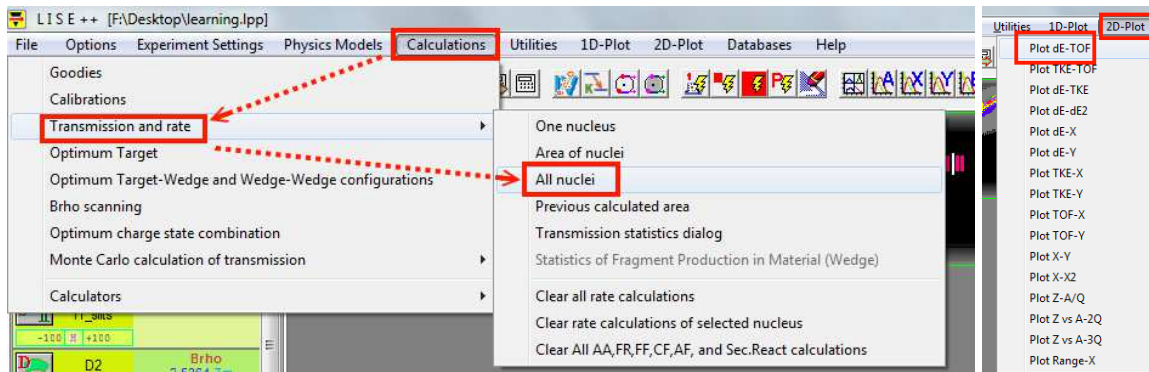 L I S E ++ [F:\Desktop\learning.lpp]
File Options Experiment Settings Physics Models Calculations Utilities 1D-Plot 2D-Plot Databases Help
Goodies
Calibrations
Transmission and rate
Optimum Target
Optimum Target-Wedge and Wedge-Wedge configurations
Brho scanning
Optimum charge state combination
Monte Carlo calculation of transmission
Calculators
One nucleus
Area of nuclei
All nuclei
Previous calculated area
Transmission statistics dialog
Statistics of Fragment Production in Material (Wedge)
Clear all rate calculations
Clear rate calculations of selected nucleus
Clear All AA,FR,FF,CF,AF, and Sec.React calculations
-100 H +100
D D2 Brho
Utilities 1D-Plot 2D-Plot
Plot dE-TOF
Plot TKE-TOF
Plot dE-TKE
Plot dE-dE2
Plot dE-X
Plot dE-Y
Plot TKE-X
Plot TKE-Y
Plot TOF-X
Plot TOF-Y
Plot X-Y
Plot X-X2
Plot Z-A/Q
Plot Z vs A-2Q
Plot Z vs A-3Q
Plot Range-X